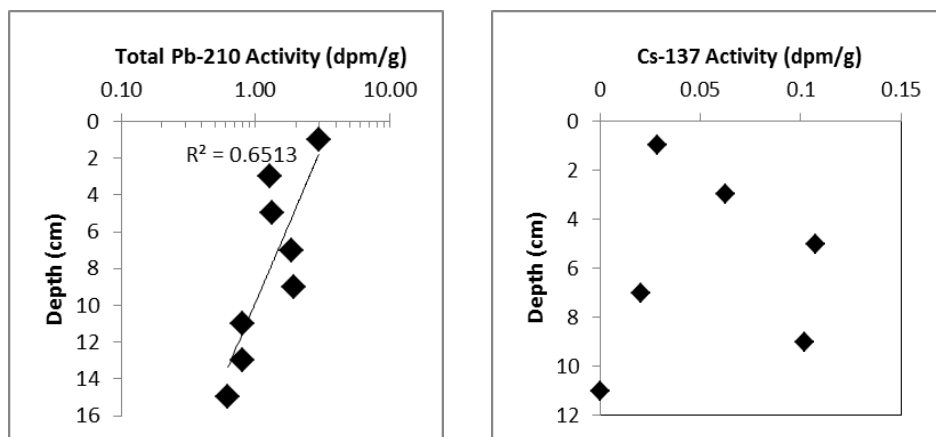 Total Pb-210 Activity (dpm/g)
0.10 1.00 10.00
0
2
4
6
8
10
12
14
16
Depth (cm)
R² = 0.6513
Cs-137 Activity (dpm/g)
0 0.05 0.1 0.15
0
2
4
6
8
10
12
Depth (cm)